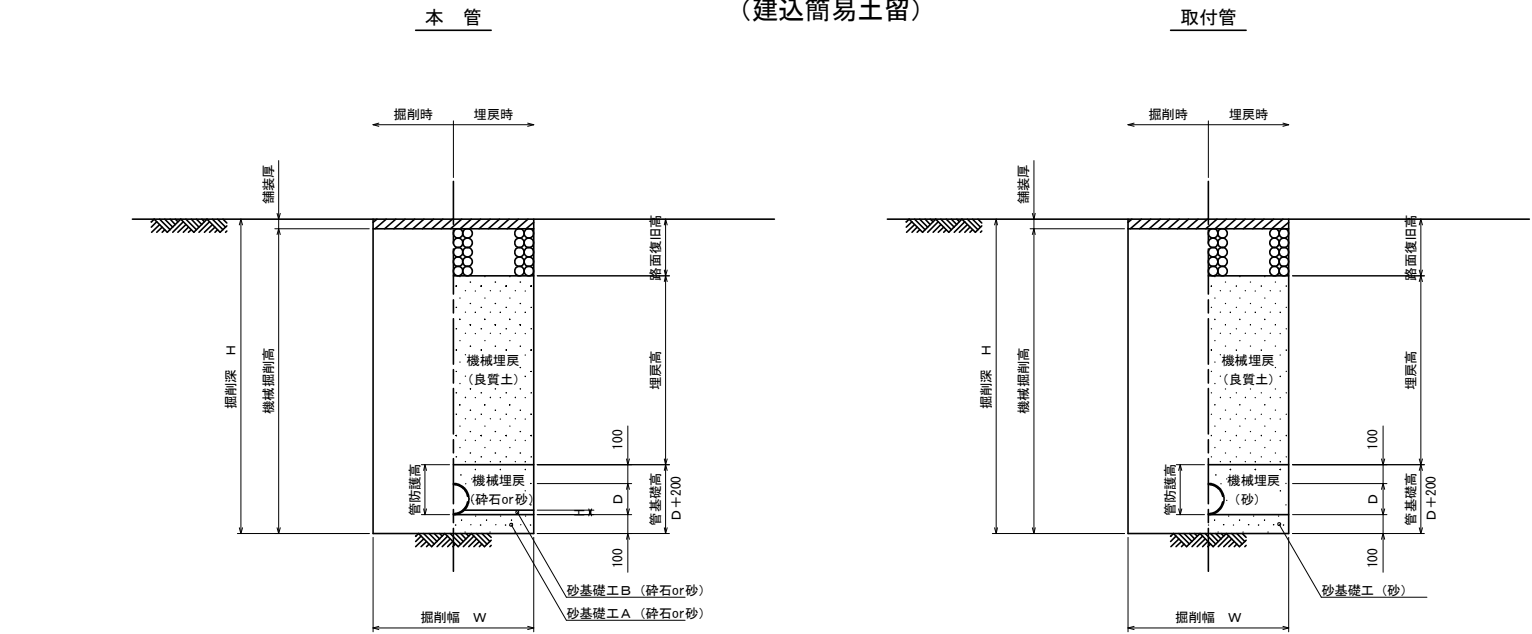 （建込簡易土留）
本　管
掘削時
埋戻時
舗装厚
掘削深　Ｈ
機械掘削高
路面復旧高
機械埋戻
（良質土）
埋戻高
100
管防護高
機械埋戻
（砕石or砂）
D
H
管基礎高
D＋200
100
砂基礎工Ｂ（砕石or砂）
砂基礎工Ａ（砕石or砂）
掘削幅　Ｗ
取付管
掘削時
埋戻時
舗装厚
掘削深　Ｈ
機械掘削高
路面復旧高
機械埋戻
（良質土）
埋戻高
100
管防護高
機械埋戻
（砂）
D
管基礎高
D＋200
100
砂基礎工（砂）
掘削幅　Ｗ